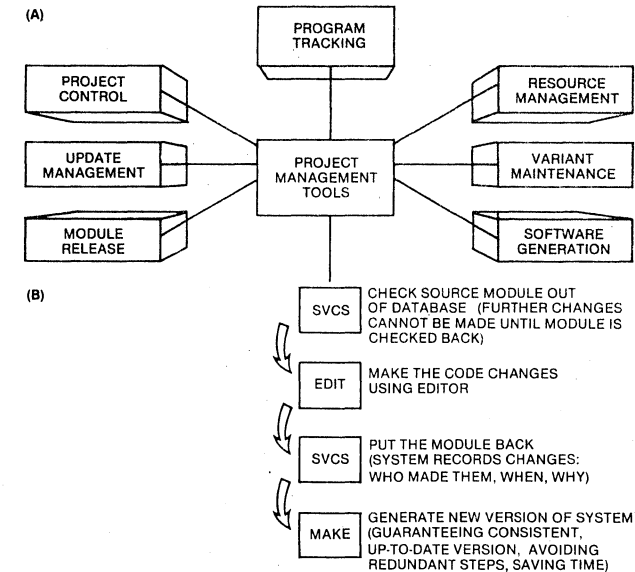 (A)
PROGRAM
TRACKING
PROJECT
CONTROL
RESOURCE
MANAGEMENT
UPDATE
MANAGEMENT
PROJECT
MANAGEMENT
TOOLS
VARIANT
MAINTENANCE
MODULE
RELEASE
SOFTWARE
GENERATION
(B)
SVCS
CHECK SOURCE MODULE OUT
OF DATABASE (FURTHER CHANGES
CANNOT BE MADE UNTIL MODULE IS
CHECKED BACK)
EDIT
MAKE THE CODE CHANGES
USING EDITOR
SVCS
PUT THE MODULE BACK
(SYSTEM RECORDS CHANGES:
WHO MADE THEM, WHEN, WHY)
MAKE
GENERATE NEW VERSION OF SYSTEM
(GUARANTEEING CONSISTENT,
UP-TO-DATE VERSION, AVOIDING
REDUNDANT STEPS, SAVING TIME)